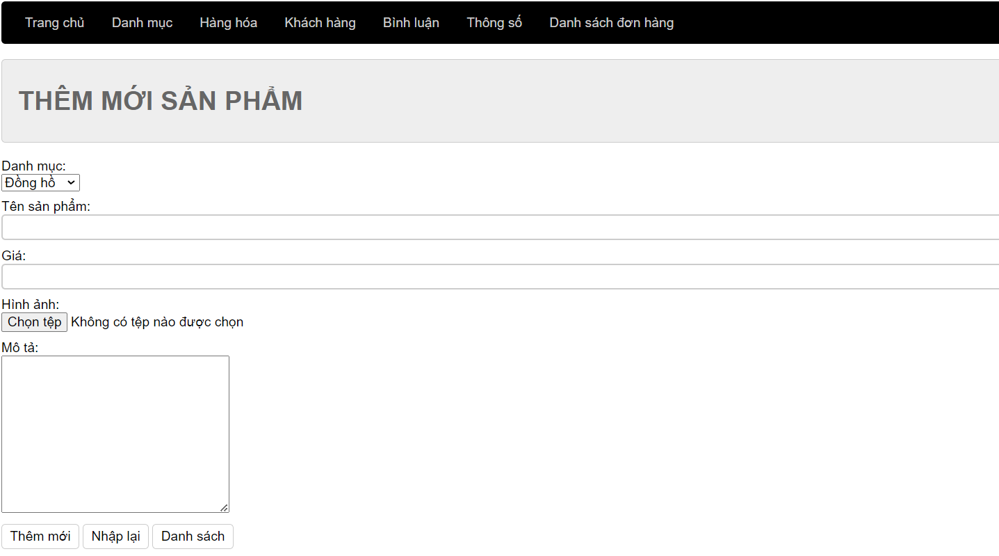 Trang chủ Danh mục Hàng hóa Khách hàng Bình luận Thông số Danh sách đơn hàng
THÊM MỚI SẢN PHẨM
Danh mục:
Đồng hồ
Tên sản phẩm:
Giá:
Hình ảnh:
Chọn tệp Không có tệp nào được chọn
Mô tả:
Thêm mới Nhập lại Danh sách